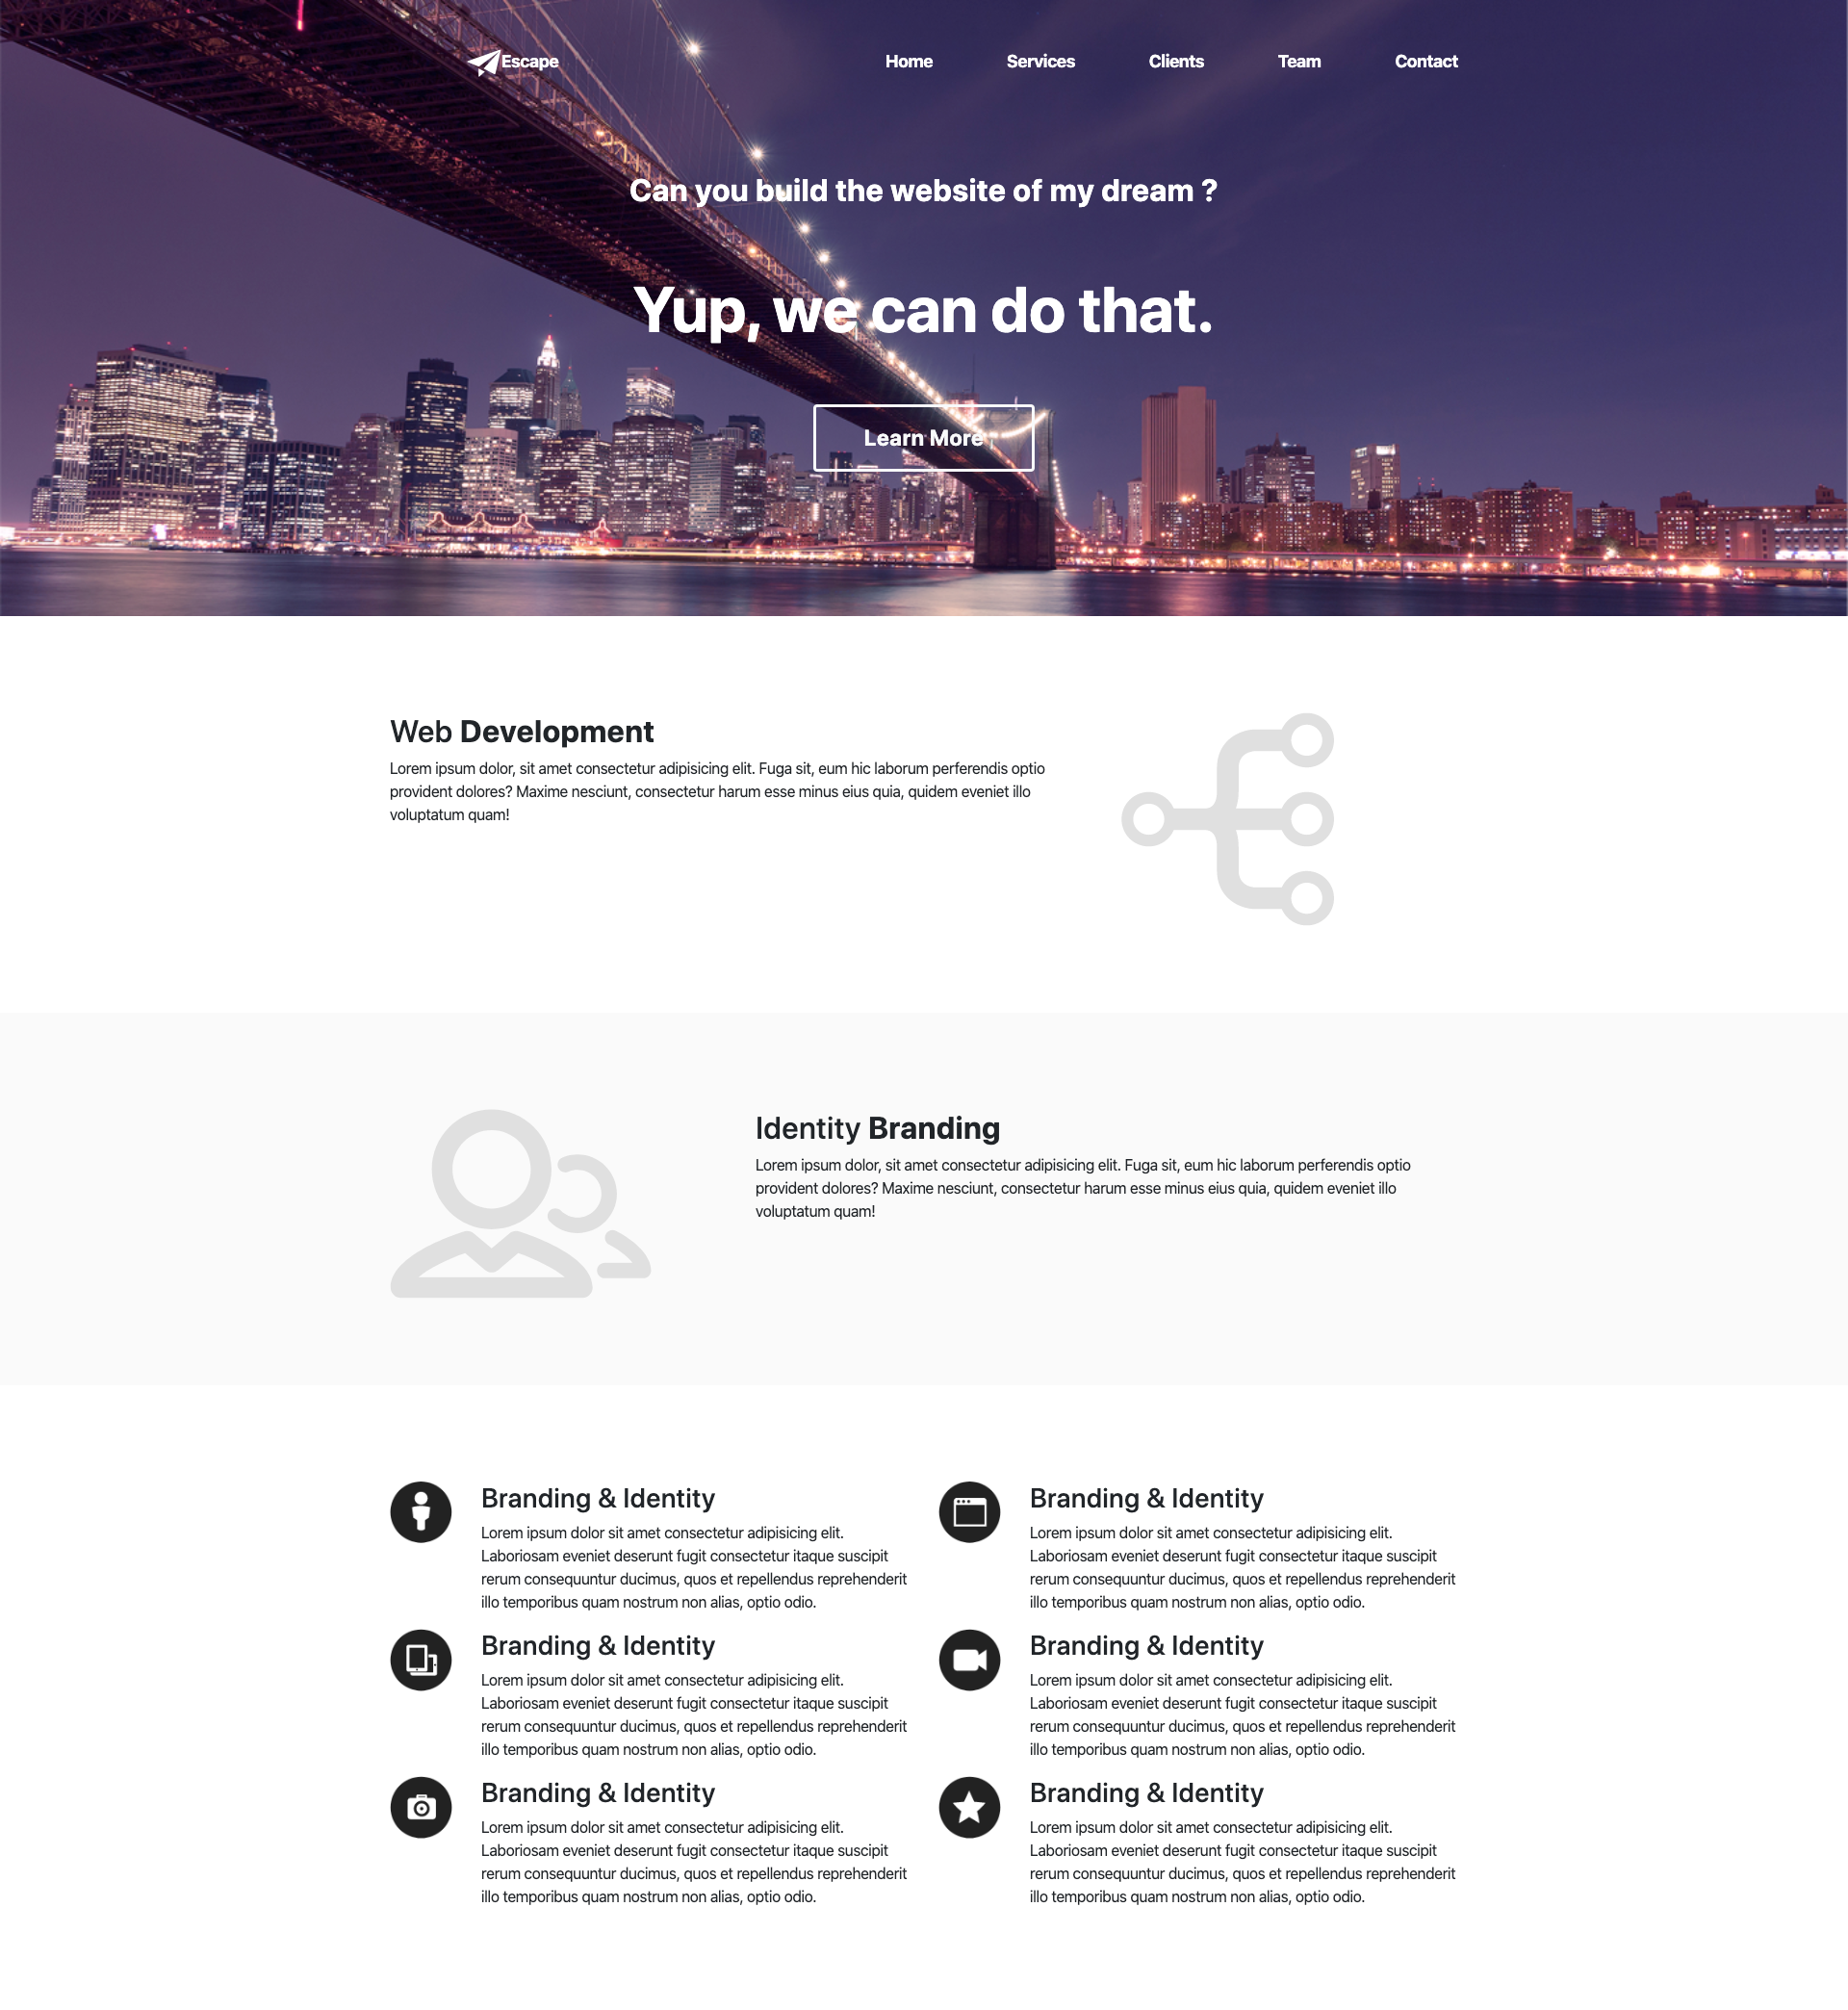 Escape
Home Services Clients Team Contact
Can you build the website of my dream ?
Yup, we can do that.
Learn More
Web Development
Lorem ipsum dolor, sit amet consectetur adipisicing elit. Fuga sit, eum hic laborum perferendis optio
provident dolores? Maxime nesciunt, consectetur harum esse minus eius quia, quidem eveniet illo
voluptatum quam!
Identity Branding
Lorem ipsum dolor, sit amet consectetur adipisicing elit. Fuga sit, eum hic laborum perferendis optio
provident dolores? Maxime nesciunt, consectetur harum esse minus eius quia, quidem eveniet illo
voluptatum quam!
Branding & Identity
Lorem ipsum dolor sit amet consectetur adipisicing elit.
Laboriosam eveniet deserunt fugit consectetur itaque suscipit
rerum consequuntur ducimus, quos et repellendus reprehenderit
illo temporibus quam nostrum non alias, optio odio.
Branding & Identity
Lorem ipsum dolor sit amet consectetur adipisicing elit.
Laboriosam eveniet deserunt fugit consectetur itaque suscipit
rerum consequuntur ducimus, quos et repellendus reprehenderit
illo temporibus quam nostrum non alias, optio odio.
Branding & Identity
Lorem ipsum dolor sit amet consectetur adipisicing elit.
Laboriosam eveniet deserunt fugit consectetur itaque suscipit
rerum consequuntur ducimus, quos et repellendus reprehenderit
illo temporibus quam nostrum non alias, optio odio.
Branding & Identity
Lorem ipsum dolor sit amet consectetur adipisicing elit.
Laboriosam eveniet deserunt fugit consectetur itaque suscipit
rerum consequuntur ducimus, quos et repellendus reprehenderit
illo temporibus quam nostrum non alias, optio odio.
Branding & Identity
Lorem ipsum dolor sit amet consectetur adipisicing elit.
Laboriosam eveniet deserunt fugit consectetur itaque suscipit
rerum consequuntur ducimus, quos et repellendus reprehenderit
illo temporibus quam nostrum non alias, optio odio.
Branding & Identity
Lorem ipsum dolor sit amet consectetur adipisicing elit.
Laboriosam eveniet deserunt fugit consectetur itaque suscipit
rerum consequuntur ducimus, quos et repellendus reprehenderit
illo temporibus quam nostrum non alias, optio odio.